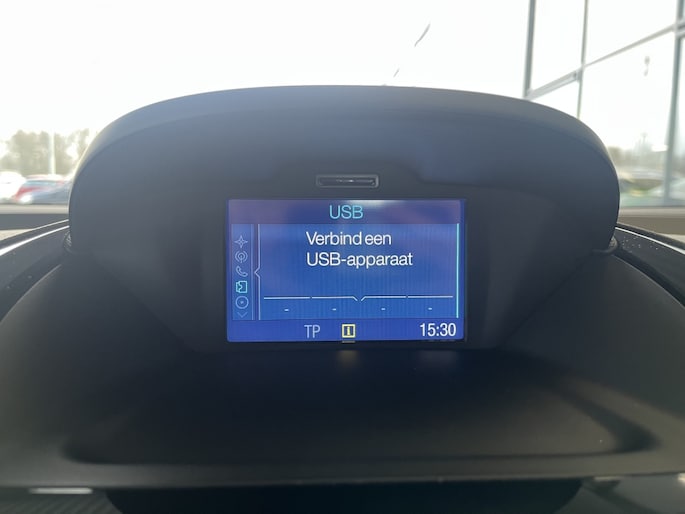 USB
Verbind een
USB-apparaat
- - - -
TP
15:30